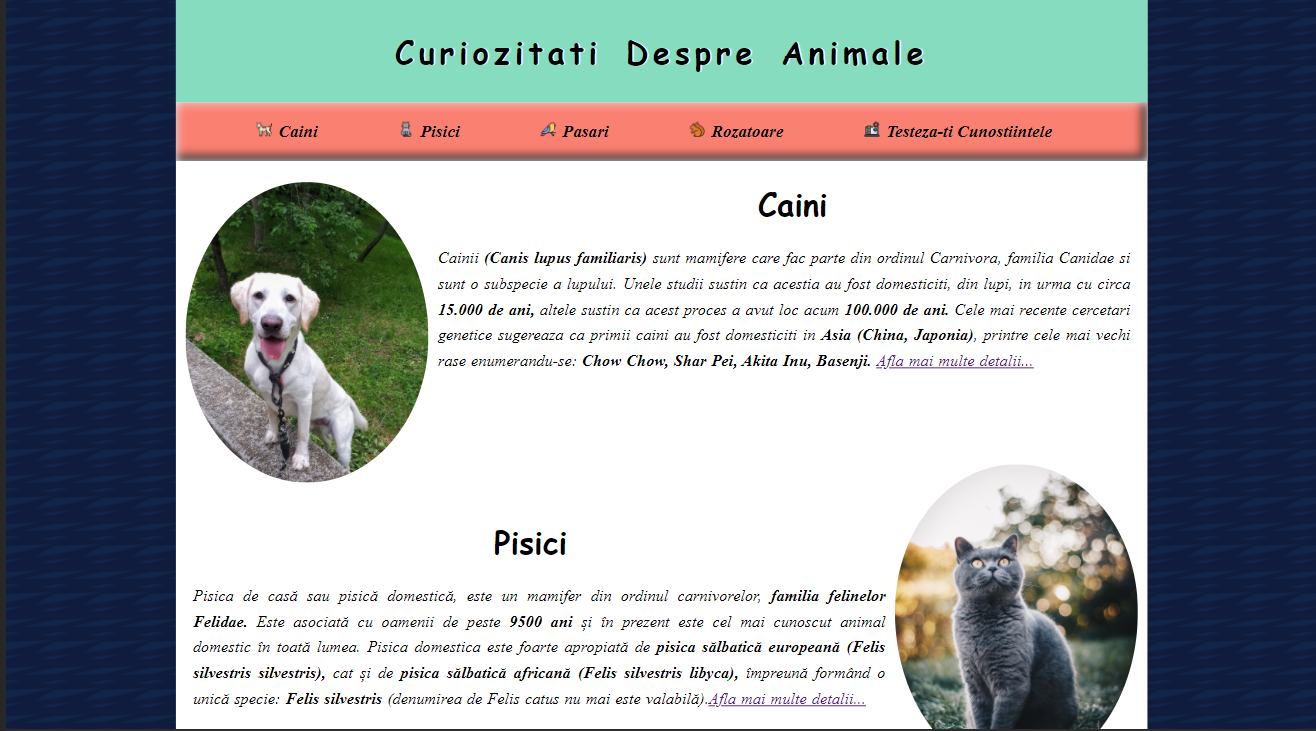 Curiozitati Despre Animale
Caini Pisici Pasari Rozatoare Testeza-ti Cunostiintele
Caini
Cainii (Canis lupus familiaris) sunt mamifere care fac parte din ordinul Carnivora, familia Canidae si
sunt o subspecie a lupului. Unele studii sustin ca acestia au fost domesticiti, din lupi, in urma cu circa
15.000 de ani, altele sustin ca acest proces a avut loc acum 100.000 de ani. Cele mai recente cercetari
genetice sugereaza ca primii caini au fost domesticiti in Asia (China, Japonia), printre cele mai vechi
rase enumerandu-se: Chow Chow, Shar Pei, Akita Inu, Basenji. Afla mai multe detalii...
Pisici
Pisica de casă sau pisică domestică, este un mamifer din ordinul carnivorelor, familia felinelor
Felidae. Este asociată cu oamenii de peste 9500 ani și în prezent este cel mai cunoscut animal
domestic în toată lumea. Pisica domestica este foarte apropiată de pisica sălbatică europeană (Felis
silvestris silvestris), cat și de pisica sălbatică africană (Felis silvestris libyca), împreună formând o
unică specie: Felis silvestris (denumirea de Felis catus nu mai este valabilă).Afla mai multe detalii...